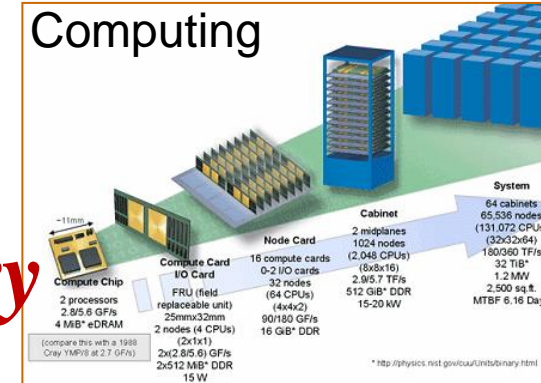 Computing
ry
~11mm
Compute Chip
2 processors
2.8/5.6 GF/s
4 MiB* eDRAM
(compare this with a 1988
Cray YMP/8 at 2.7 GF/s)
Compute Card
I/O Card
FRU (field
replaceable unit)
25mmx32mm
2 nodes (4 CPUs)
(2x1x1)
2x(2.8/5.6) GF/s
2x512 MiB* DDR
15 W
Node Card
16 compute cards
0-2 I/O cards
32 nodes
(64 CPUs)
(4x4x2)
90/180 GF/s
16 GiB* DDR
Cabinet
2 midplanes
1024 nodes
(2,048 CPUs)
(8x8x16)
2.9/5.7 TF/s
512 GiB* DDR
15-20 kW
System
64 cabinets
65,536 nodes
(131,072 CPUs)
(32x32x64)
180/360 TF/s
32 TiB*
1.2 MW
2,500 sq.ft.
MTBF 6.16 Day
* http://physics.nist.gov/cuu/Units/binary.html